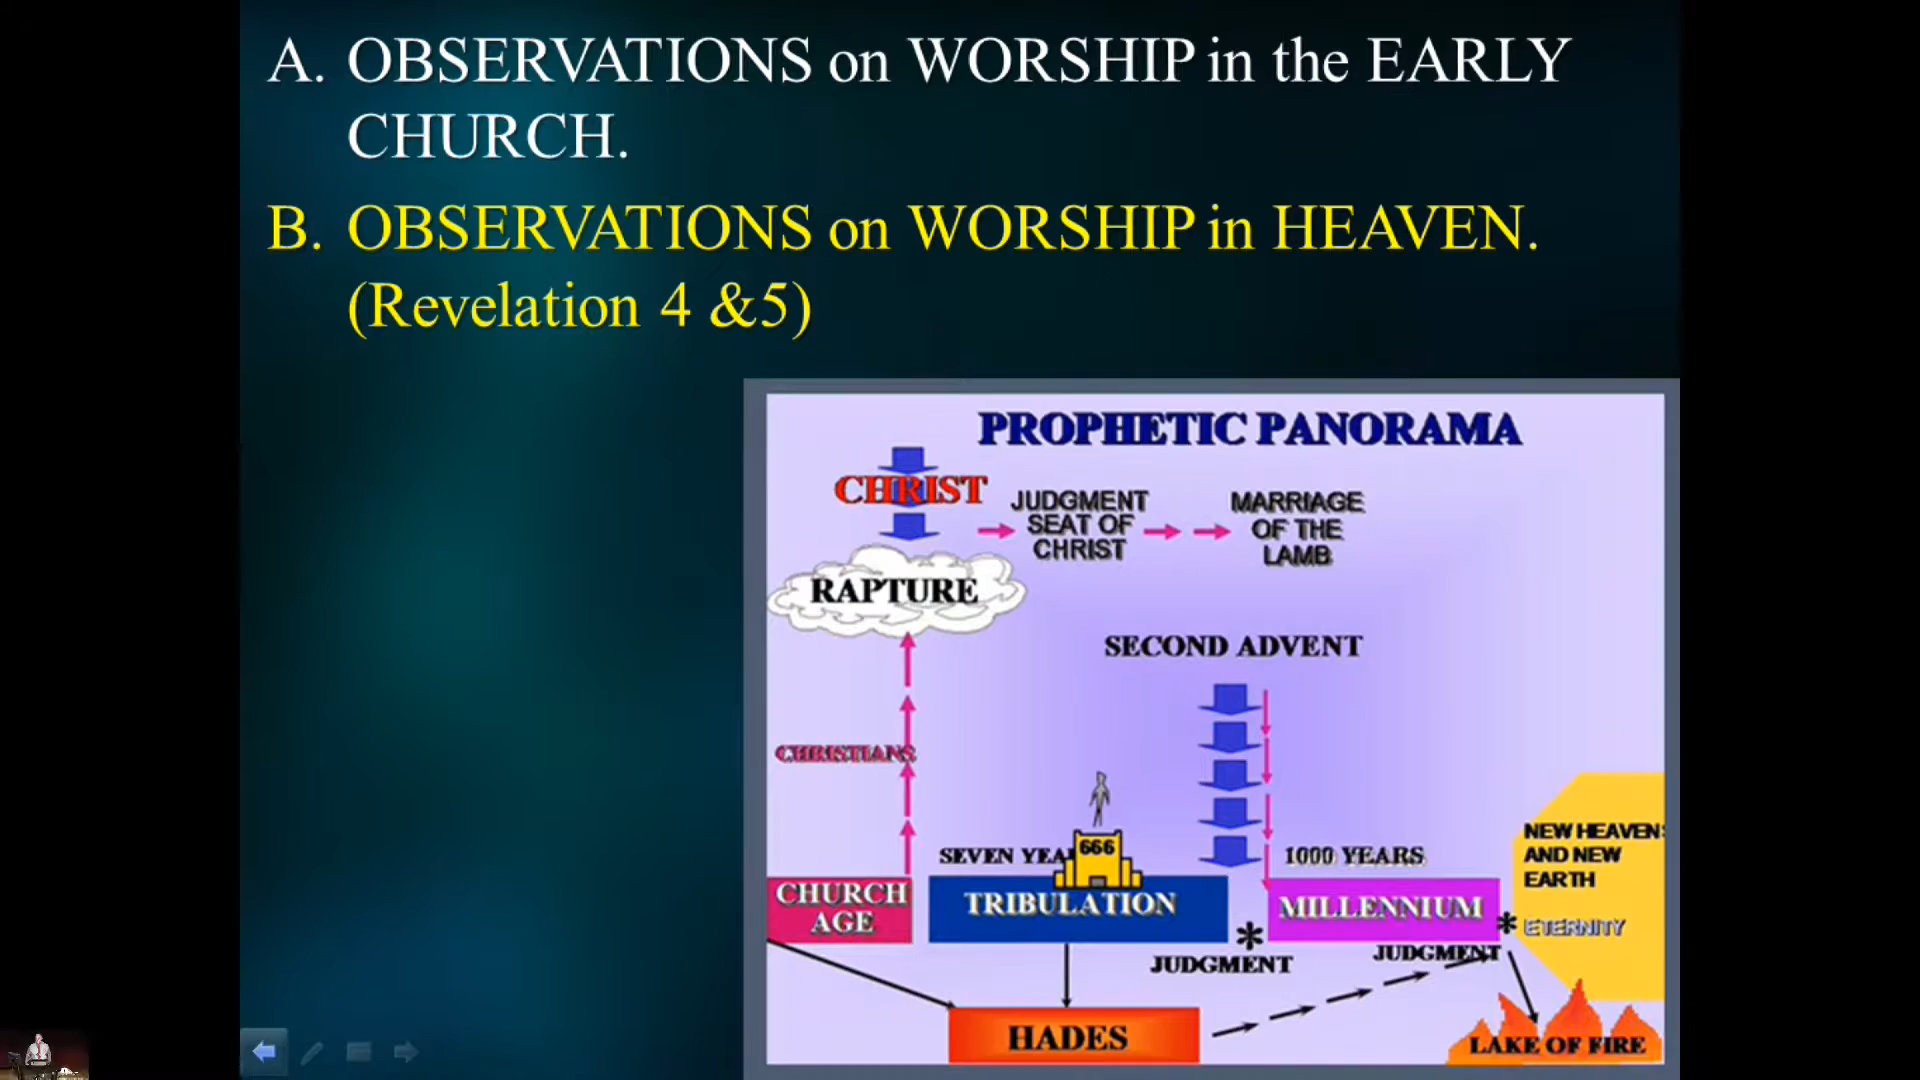 A. OBSERVATIONS on WORSHIP in the EARLY
CHURCH.
B. OBSERVATIONS on WORSHIP in HEAVEN.
(Revelation 4 &5)
PROPHETIC PANORAMA
CHRIST
JUDGMENT
SEAT OF
CHRIST
MARRIAGE
OF THE
LAMB
RAPTURE
SECOND ADVENT
CHRISTIANS
SEVEN YEA
666
1000 YEARS
NEW HEAVENS
AND NEW
EARTH
CHURCH
AGE
TRIBULATION
MILLENNIUM
* ETERNITY
*
JUDGMENT
JUDGMENT
HADES
LAKE OF FIRE